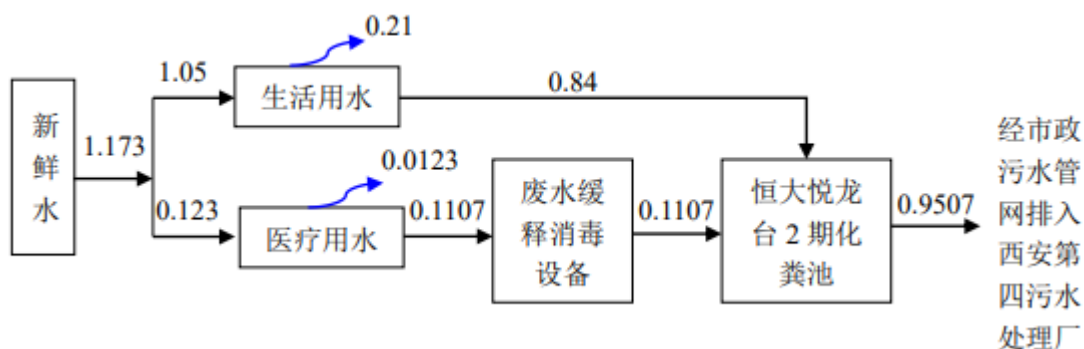 0.21
1.05
生活用水
0.84
新
鲜
水
1.173
0.123
0.0123
医疗用水
0.1107
废水缓
释消毒
设备
0.1107
恒大悦龙
台 2 期化
粪池
0.9507
经市政
污水管
网排入
西安第
四污水
处理厂